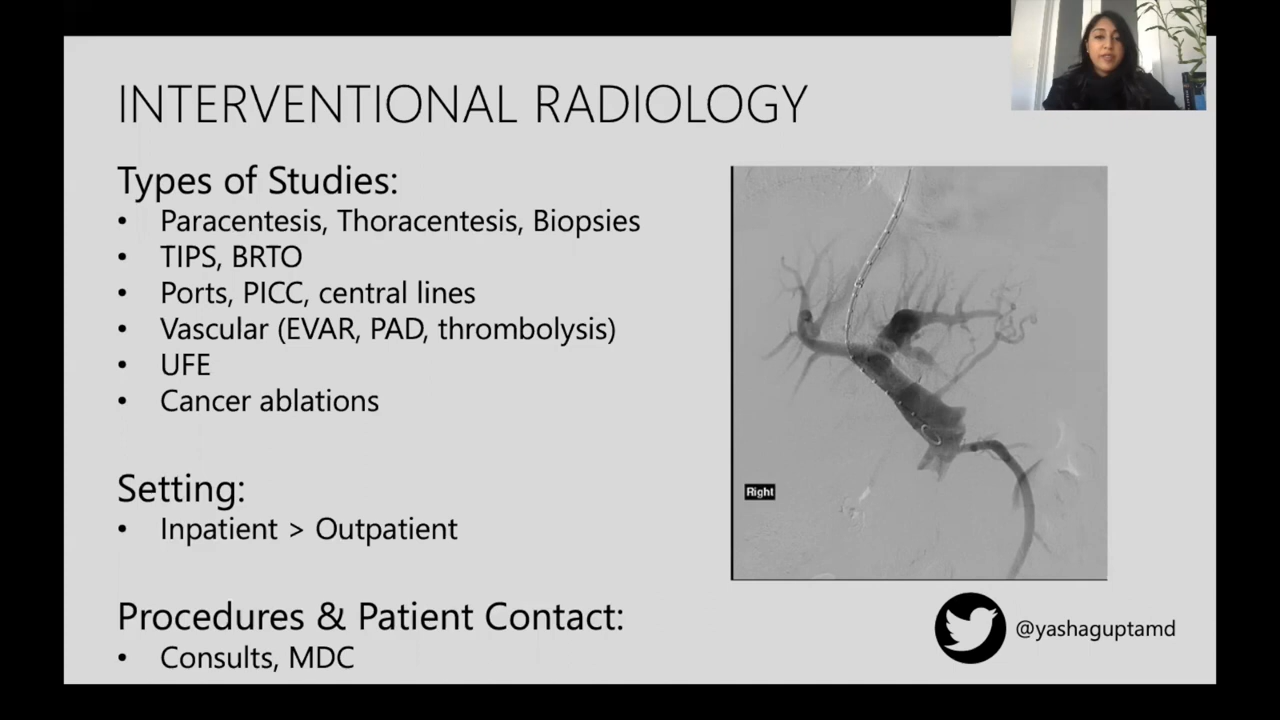 INTERVENTIONAL RADIOLOGY
Types of Studies:
• Paracentesis, Thoracentesis, Biopsies
• TIPS, BRTO
• Ports, PICC, central lines
• Vascular (EVAR, PAD, thrombolysis)
• UFE
• Cancer ablations
Setting:
• Inpatient > Outpatient
Procedures & Patient Contact:
• Consults, MDC
Right
@yashaguptamd